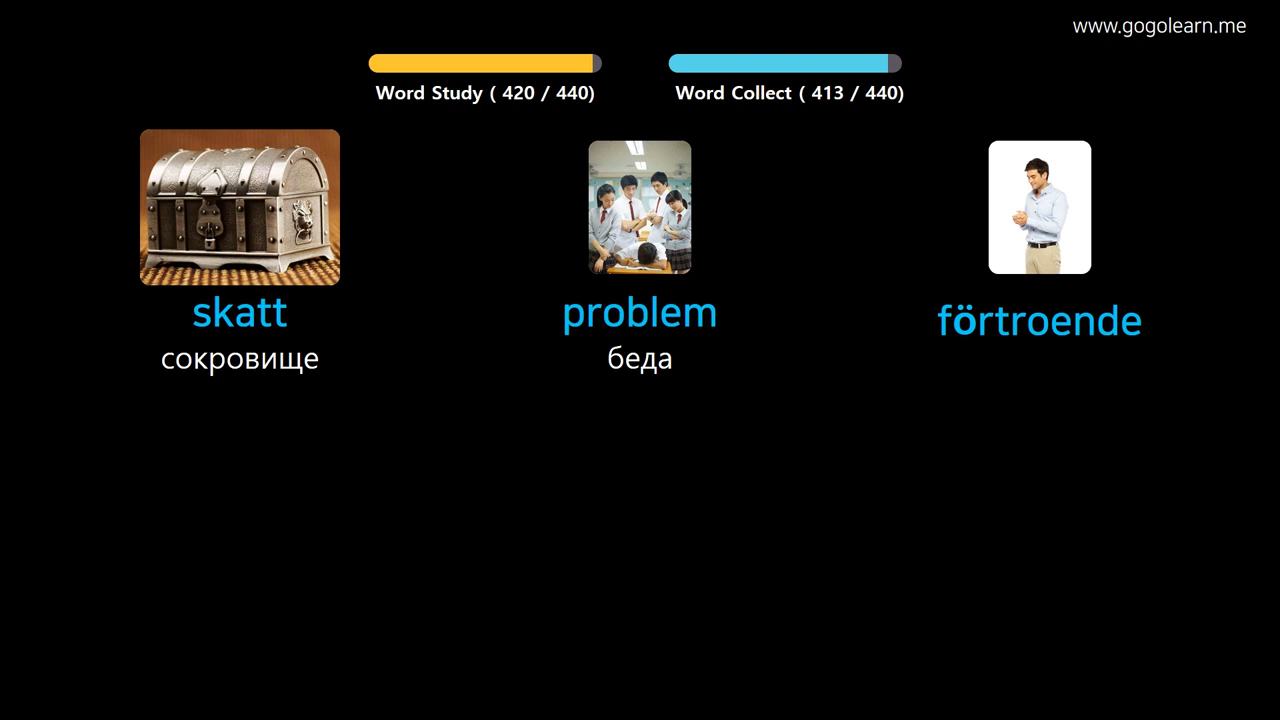 www.gogolearn.me
Word Study ( 420 / 440)
Word Collect ( 413 / 440)
skatt
problem
förtroende
сокровище
беда